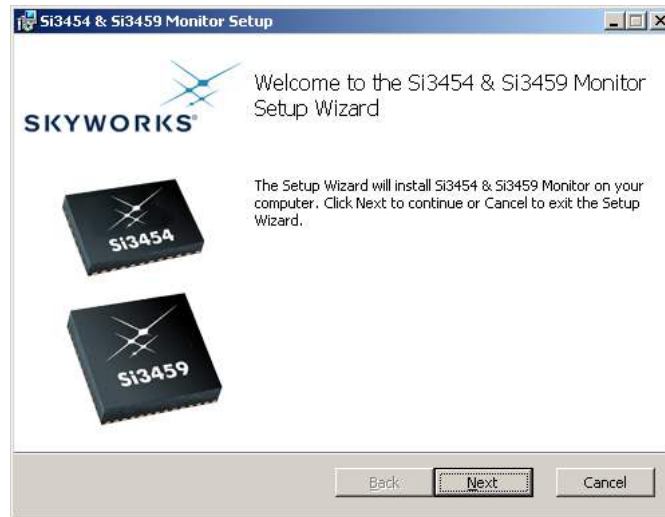 Si3454 & Si3459 Monitor Setup
SKYWORKS®
Welcome to the Si3454 & Si3459 Monitor
Setup Wizard
The Setup Wizard will install Si3454 & Si3459 Monitor on your
computer. Click Next to continue or Cancel to exit the Setup
Wizard.
Si3454
Si3459
Back
Next
Cancel